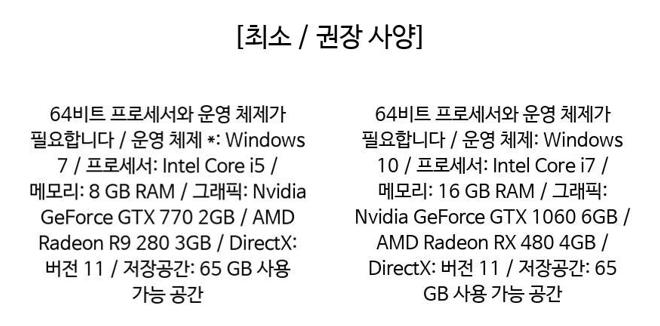 [최소 / 권장 사양]
64비트 프로세서와 운영 체제가
필요합니다 / 운영 체제 *: Windows
7 / 프로세서: Intel Core i5 /
메모리: 8 GB RAM / 그래픽: Nvidia
GeForce GTX 770 2GB / AMD
Radeon R9 280 3GB / DirectX:
버전 11 / 저장공간: 65 GB 사용
가능 공간
64비트 프로세서와 운영 체제가
필요합니다 / 운영 체제: Windows
10 / 프로세서: Intel Core i7 /
메모리: 16 GB RAM / 그래픽:
Nvidia GeForce GTX 1060 6GB /
AMD Radeon RX 480 4GB /
DirectX: 버전 11 / 저장공간: 65
GB 사용 가능 공간